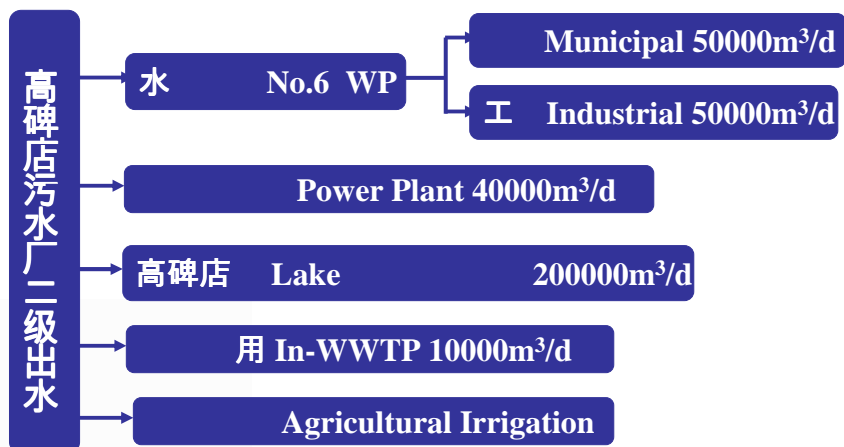 高碑店污水厂二级出水
水 No.6 WP
Municipal 50000m³/d
工 Industrial 50000m³/d
Power Plant 40000m³/d
高碑店 Lake 200000m³/d
用 In-WWTP 10000m³/d
Agricultural Irrigation